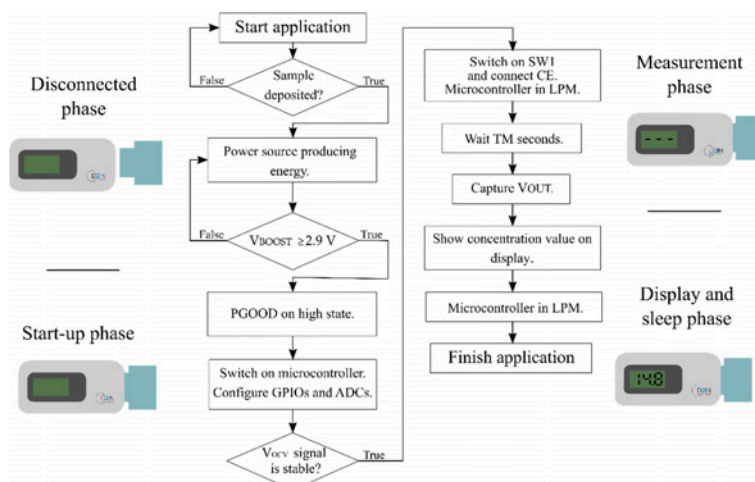 Start application
Sample
deposited?
False
True
Power source producing
energy.
VBOOST ≥2.9 V
False
True
PGOOD on high state.
Switch on microcontroller.
Configure GPIOs and ADCs.
VOCV signal
is stable?
True
Switch on SW1
and connect CE.
Microcontroller in LPM.
Wait TM seconds.
Capture VOUT.
Show concentration value on
display.
Microcontroller in LPM.
Finish application
Disconnected
phase
Start-up phase
Measurement
phase
---
Display and
sleep phase
14.8